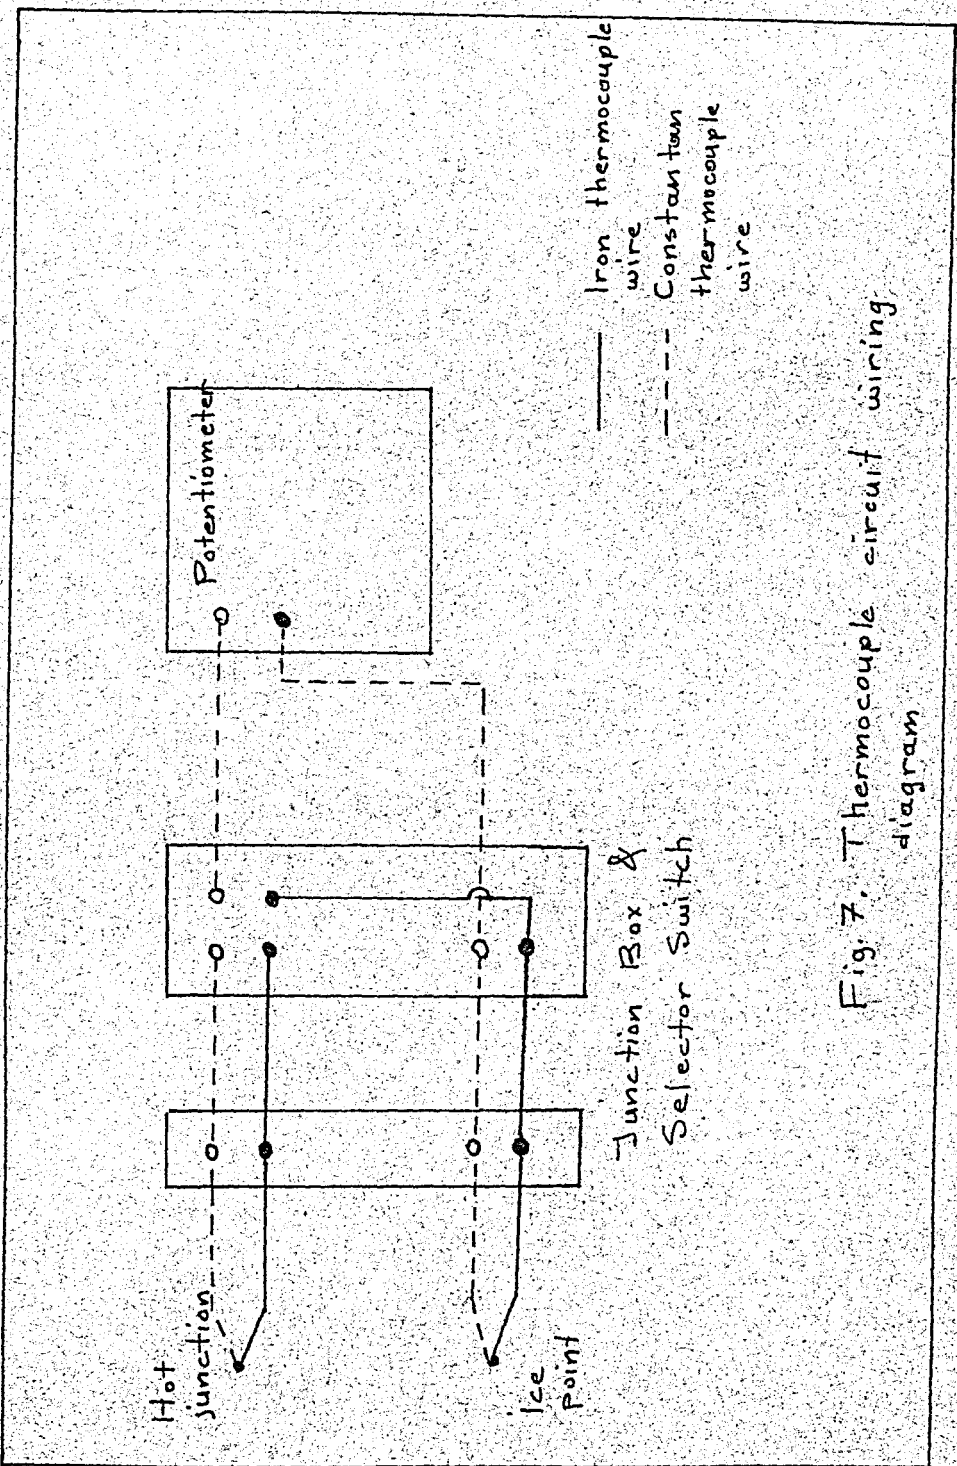 Hot
junction
Ice
point
Junction Box &
Selector Switch
Potentiometer
Iron thermocouple
wire
Constantan
thermocouple
wire
Fig. 7. Thermocouple circuit wiring
diagram